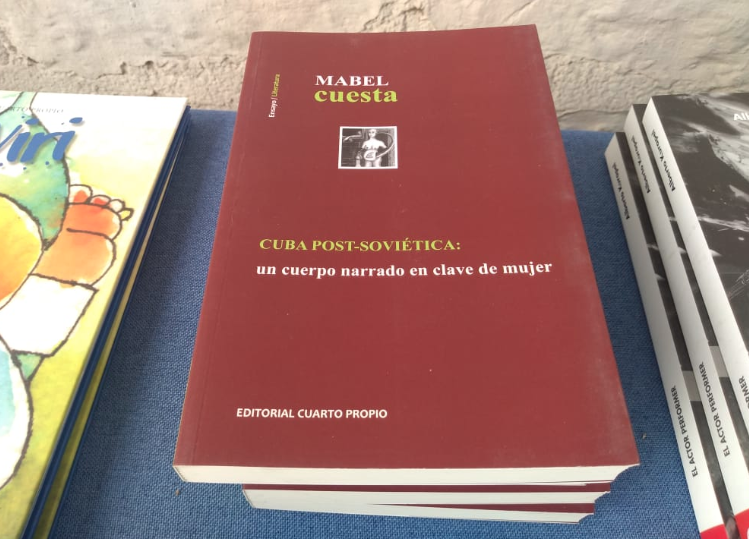 Viri
Ensayo/Literatura
MABEL
cuesta
CUBA POST-SOVIÉTICA:
un cuerpo narrado en clave de mujer
EDITORIAL CUARTO PROPIO
EL ACTOR PERFORMER
EL ACTOR PERFORMER